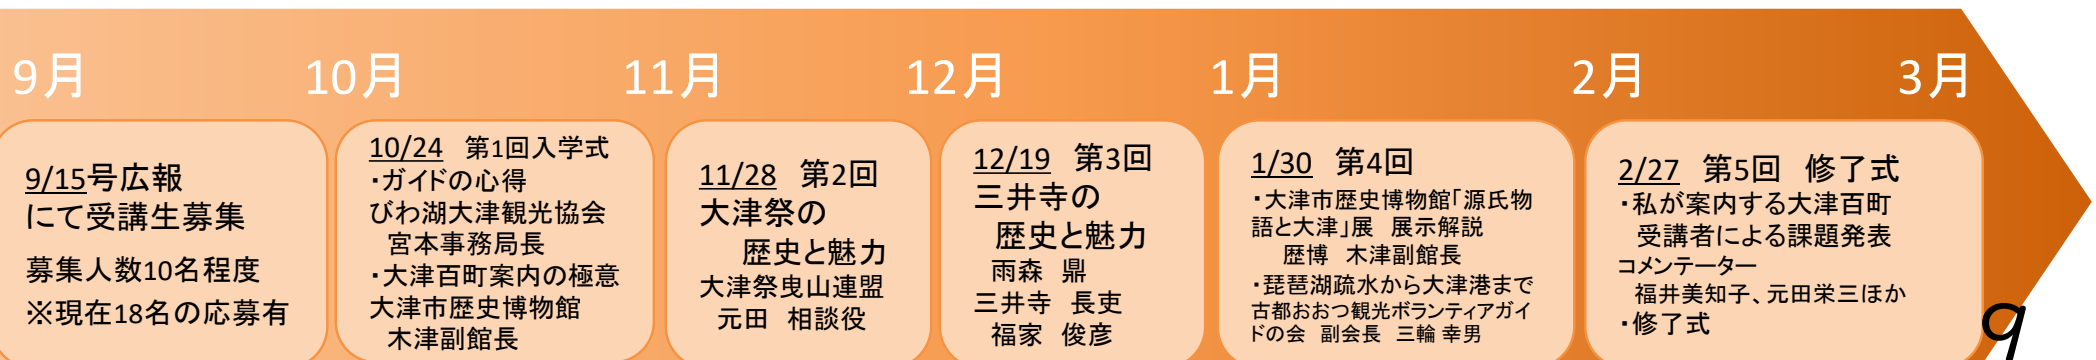 9月
10月
11月
12月
1月
2月
3月
9/15号広報
にて受講生募集
募集人数10名程度
※現在18名の応募有
10/24　第1回入学式
・ガイドの心得
びわ湖大津観光協会
宮本事務局長
・大津百町案内の極意
大津市歴史博物館
木津副館長
11/28　第2回
大津祭の
歴史と魅力
大津祭曳山連盟
元田　相談役
12/19　第3回
三井寺の
歴史と魅力
雨森　鼎
三井寺　長吏
福家　俊彦
1/30　第4回
・大津市歴史博物館「源氏物
語と大津」展　展示解説
歴博　木津副館長
・琵琶湖疏水から大津港まで
古都おおつ観光ボランティアガイ
ドの会　副会長　三輪 幸男
2/27　第5回　修了式
・私が案内する大津百町
受講者による課題発表
コメンテーター
福井美知子、元田栄三ほか
・修了式
9